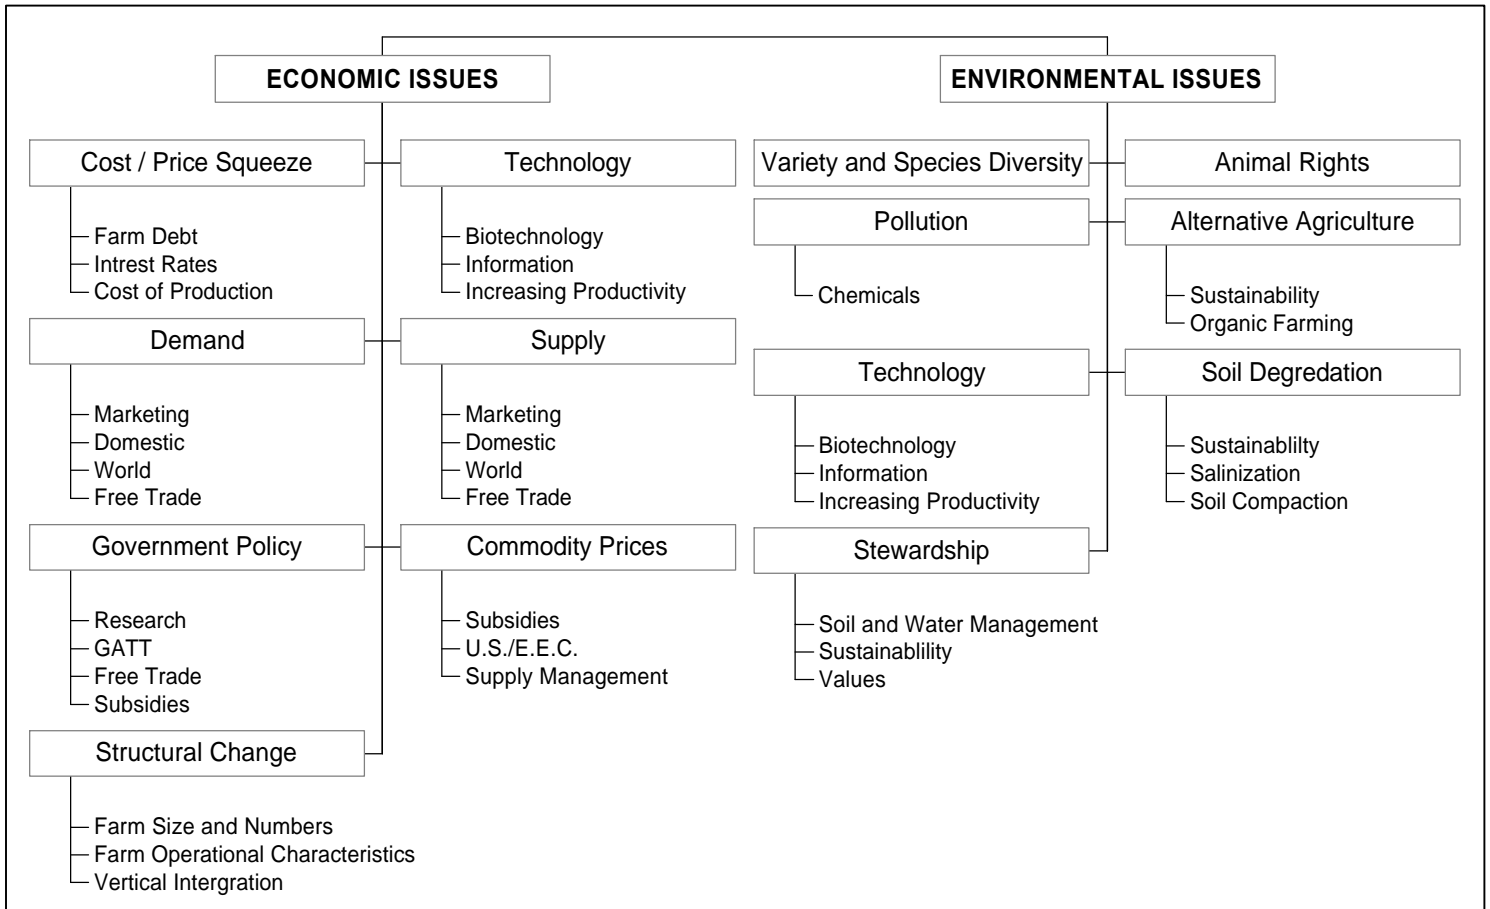 ECONOMIC ISSUES
Cost / Price Squeeze
Farm Debt
Intrest Rates
Cost of Production
Technology
Biotechnology
Information
Increasing Productivity
Demand
Marketing
Domestic
World
Free Trade
Supply
Marketing
Domestic
World
Free Trade
Government Policy
Research
GATT
Free Trade
Subsidies
Commodity Prices
Subsidies
U.S./E.E.C.
Supply Management
Structural Change
Farm Size and Numbers
Farm Operational Characteristics
Vertical Intergration
ENVIRONMENTAL ISSUES
Variety and Species Diversity
Animal Rights
Pollution
Chemicals
Alternative Agriculture
Sustainability
Organic Farming
Technology
Biotechnology
Information
Increasing Productivity
Soil Degredation
Sustainablilty
Salinization
Soil Compaction
Stewardship
Soil and Water Management
Sustainablility
Values